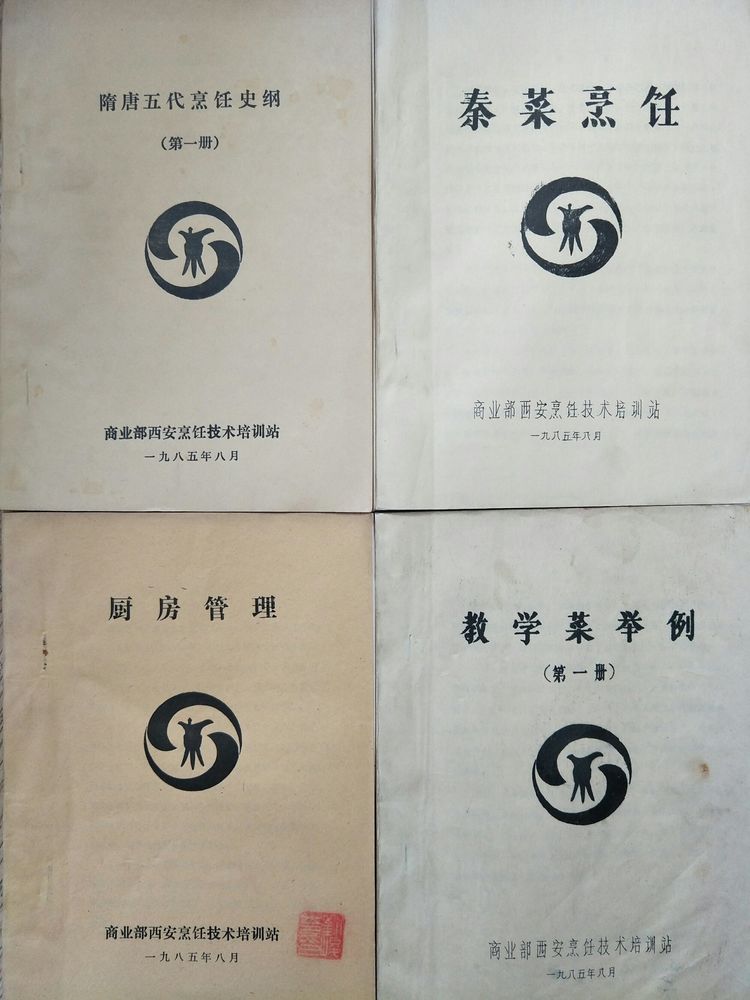 隋唐五代烹饪史纲
（第一册）
商业部西安烹饪技术培训站
一九八五年八月
秦菜烹饪
商业部西安烹饪技术培训站
一九八五年八月
厨房管理
商业部西安烹饪技术培训站
一九八五年八月
教学菜举例
（第一册）
商业部西安烹饪技术培训站
一九八五年八月